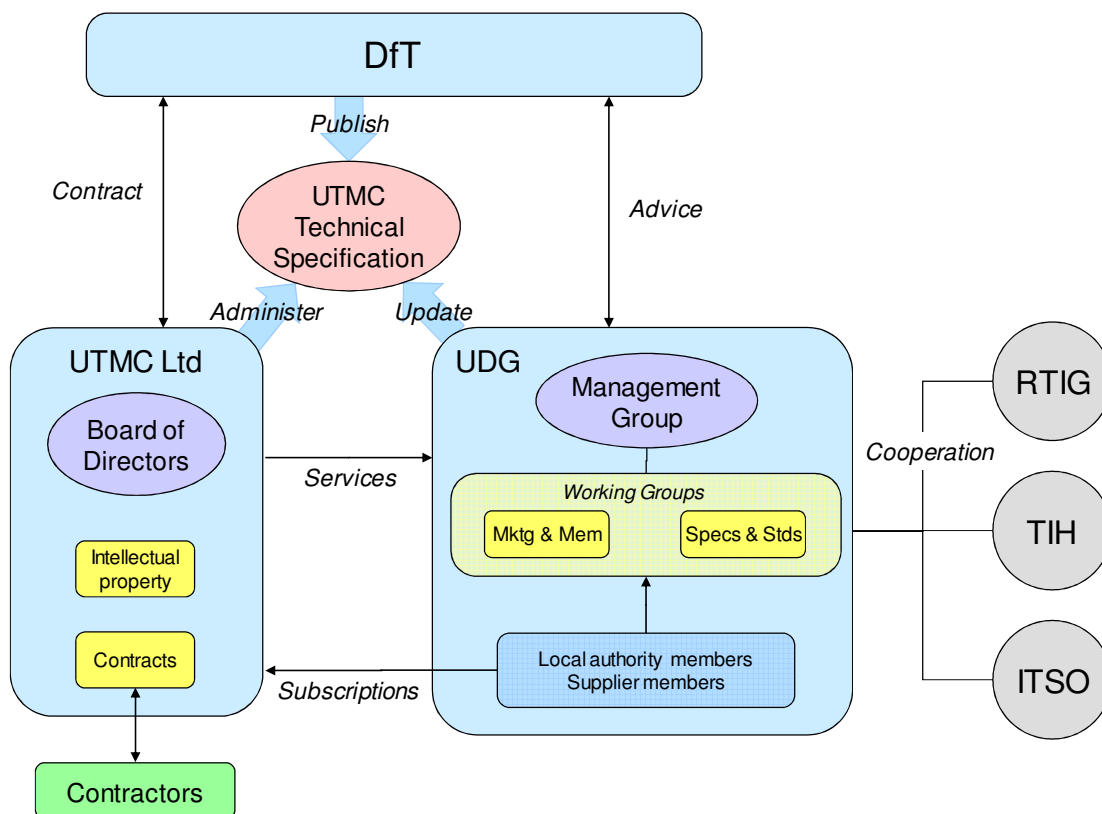 DfT
Publish
Contract
UTMC
Technical
Specification
Advice
Administer
Update
UTMC Ltd
Board of
Directors
Intellectual
property
Contracts
Contractors
Services
Subscriptions
UDG
Management
Group
Working Groups
Mktg & Mem
Specs & Stds
Local authority members
Supplier members
Cooperation
RTIG
TIH
ITSO